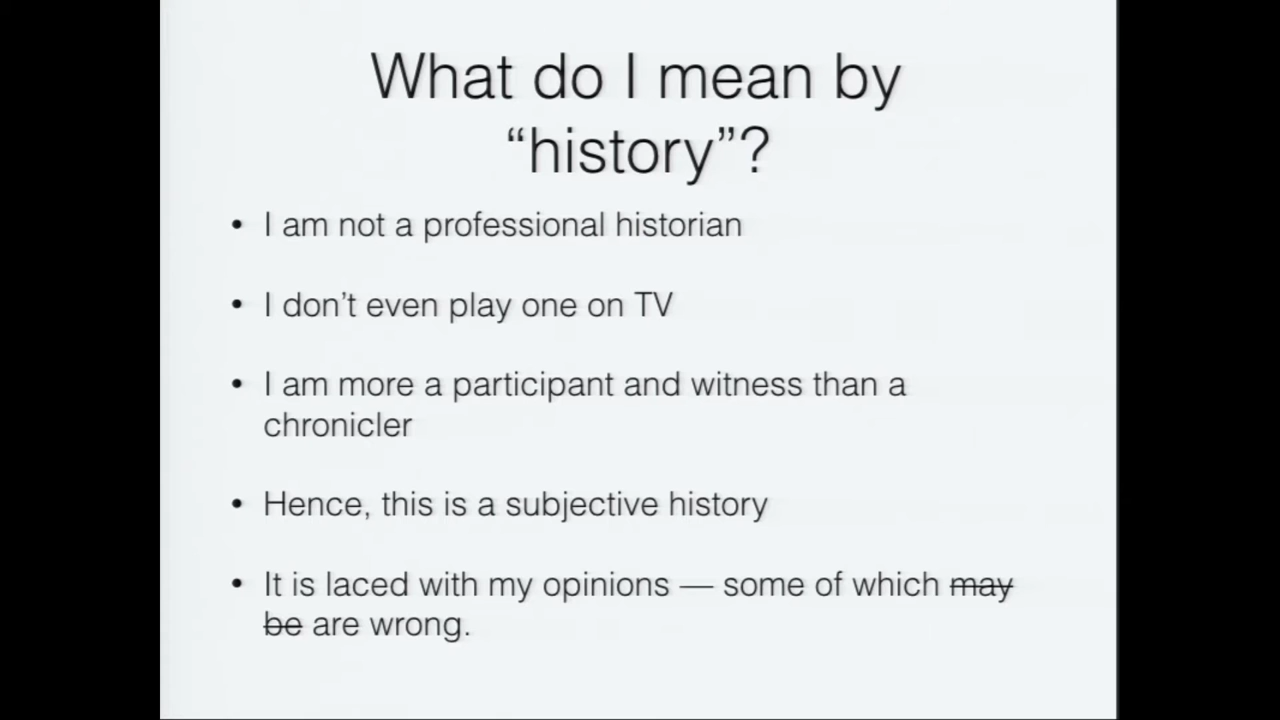 What do I mean by
“history”?
• I am not a professional historian
• I don’t even play one on TV
• I am more a participant and witness than a
chronicler
• Hence, this is a subjective history
• It is laced with my opinions — some of which may
be are wrong.